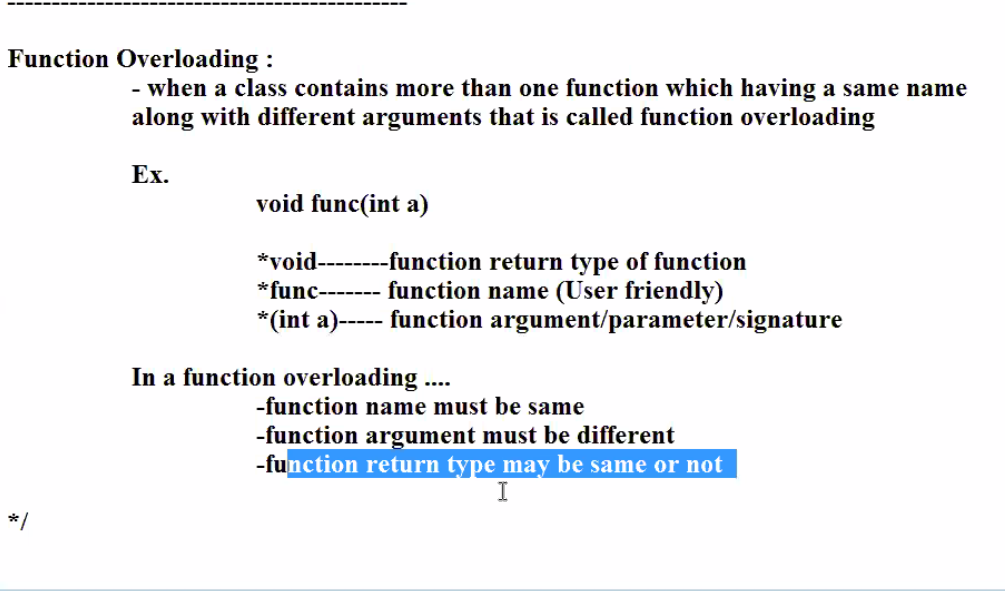 ---------------------------------------------
Function Overloading :
- when a class contains more than one function which having a same name
along with different arguments that is called function overloading
Ex.
void func(int a)
*void--------function return type of function
*func------- function name (User friendly)
*(int a)----- function argument/parameter/signature
In a function overloading ....
-function name must be same
-function argument must be different
-function return type may be same or not
*/